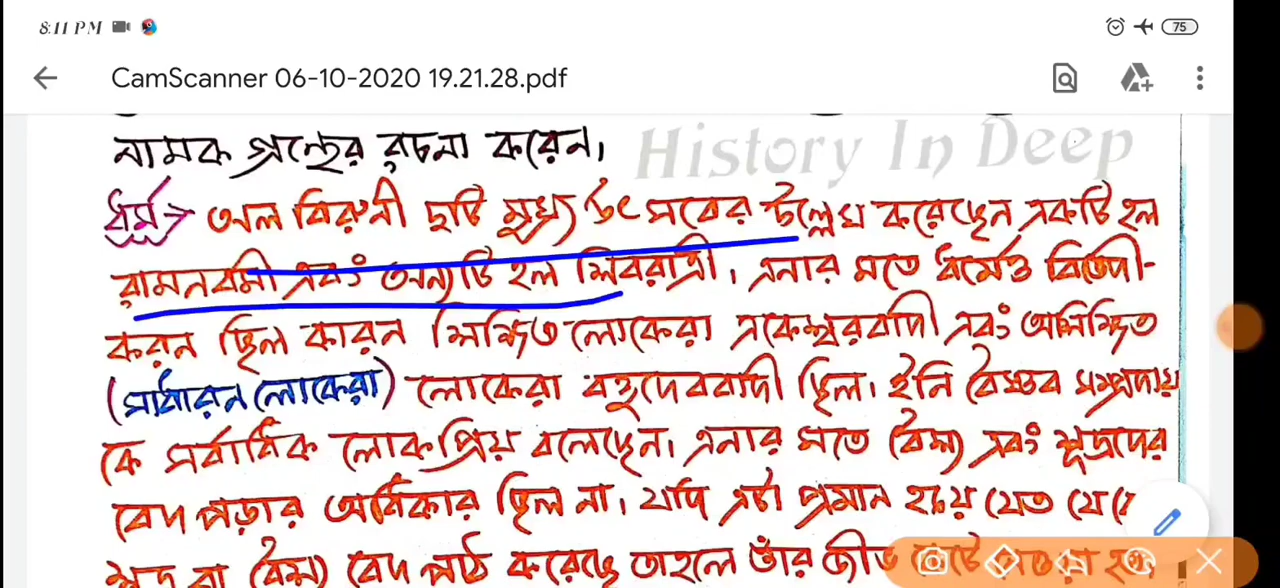 8:11 PM
75
CamScanner 06-10-2020 19.21.28.pdf
নামক গ্রন্থের রচনা করেন।
History In Deep
ধর্ম → অল বিরুনী দুটি মুখ্য উৎসবের উল্লেখ করেছেন একটি হল
রামনবমী এবং অন্যটি হল শিবরাত্রী, এনার মতে ধর্মেও বিভেদী-
করন ছিল কারন শিক্ষিত লোকেরা একেশ্বরবাদী এবং অশিক্ষিত
(সাধারন লোকেরা) লোকেরা বহুদেববাদী ছিল। ইনি বৈষ্ণব সম্প্রদায়
কে সর্বাধিক লোকপ্রিয় বলেছেন। এনার মতে বৈশ্য এবং শূদ্রদের
বেদ পড়ার অধিকার ছিল না। যদি এটা প্রমান হয়ে যেত যে
শূদ্র বা বৈশ্য বেদ পাঠ করেছে তাহলে তাঁর জীভ